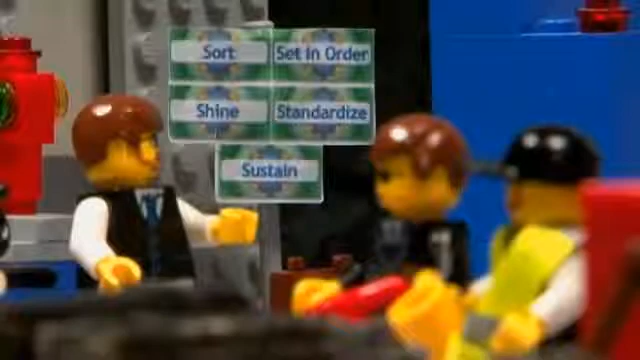 Sort
Set in Order
Shine
Standardize
Sustain